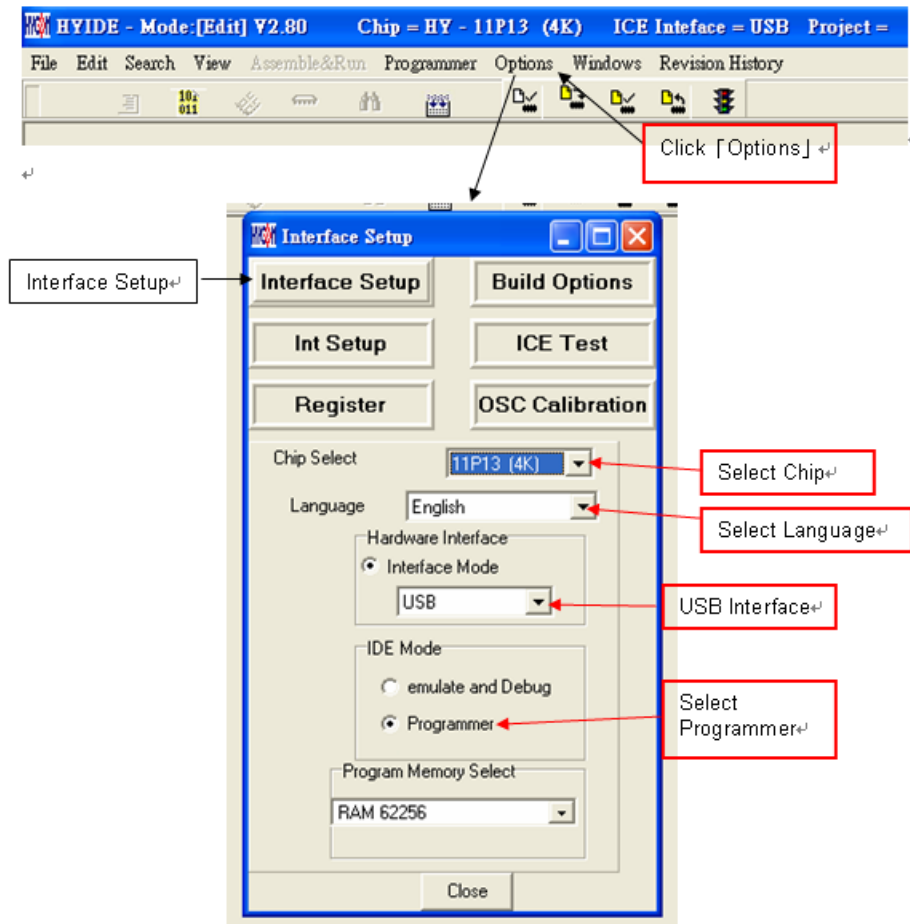 HYIDE - Mode:[Edit] V2.80 Chip = HY - 11P13 (4K) ICE Inteface = USB Project =
File Edit Search View Assemble&Run Programmer Options Windows Revision History
Click「Options」
Interface Setup
Interface Setup
Interface Setup Build Options
Int Setup ICE Test
Register OSC Calibration
Chip Select 11P13 (4K)
Select Chip
Language English
Select Language
Hardware Interface
Interface Mode
USB
USB Interface
IDE Mode
emulate and Debug
Programmer
Select
Programmer
Program Memory Select
RAM 62256
Close